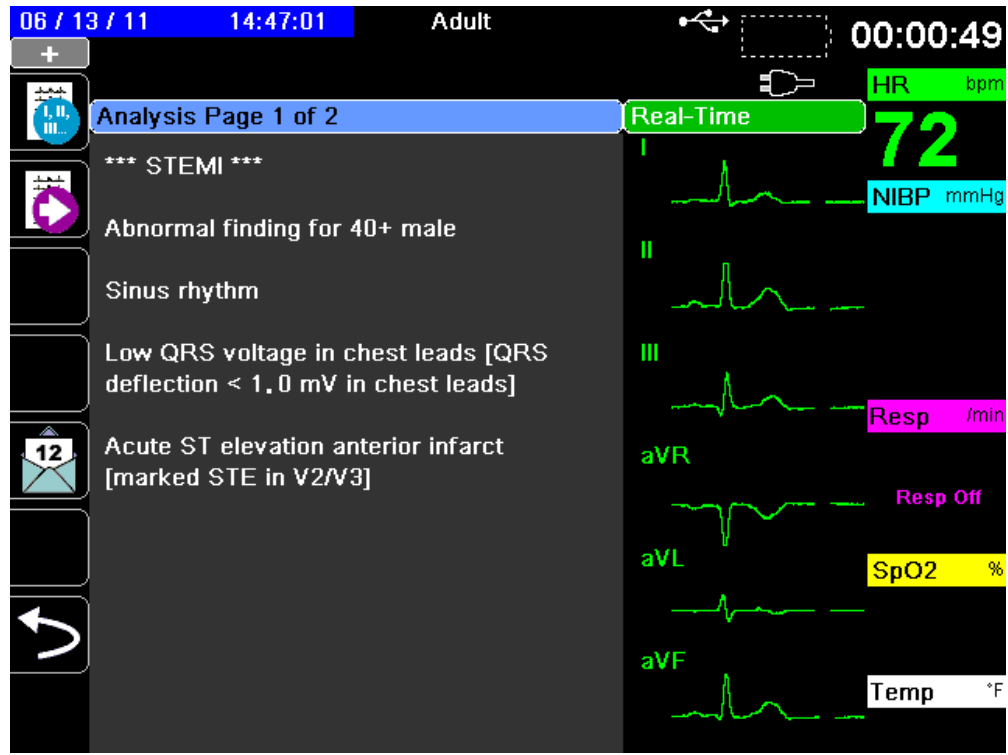 06 / 13 / 11 14:47:01 Adult
00:00:49
+
I, II,
III...
Analysis Page 1 of 2
Real-Time
HR bpm
72
*** STEMI ***
I
NIBP mmHg
Abnormal finding for 40+ male
II
Sinus rhythm
Low QRS voltage in chest leads [QRS
deflection < 1.0 mV in chest leads]
III
Resp /min
12
Acute ST elevation anterior infarct
[marked STE in V2/V3]
aVR
Resp Off
aVL
SpO2 %
aVF
Temp °F